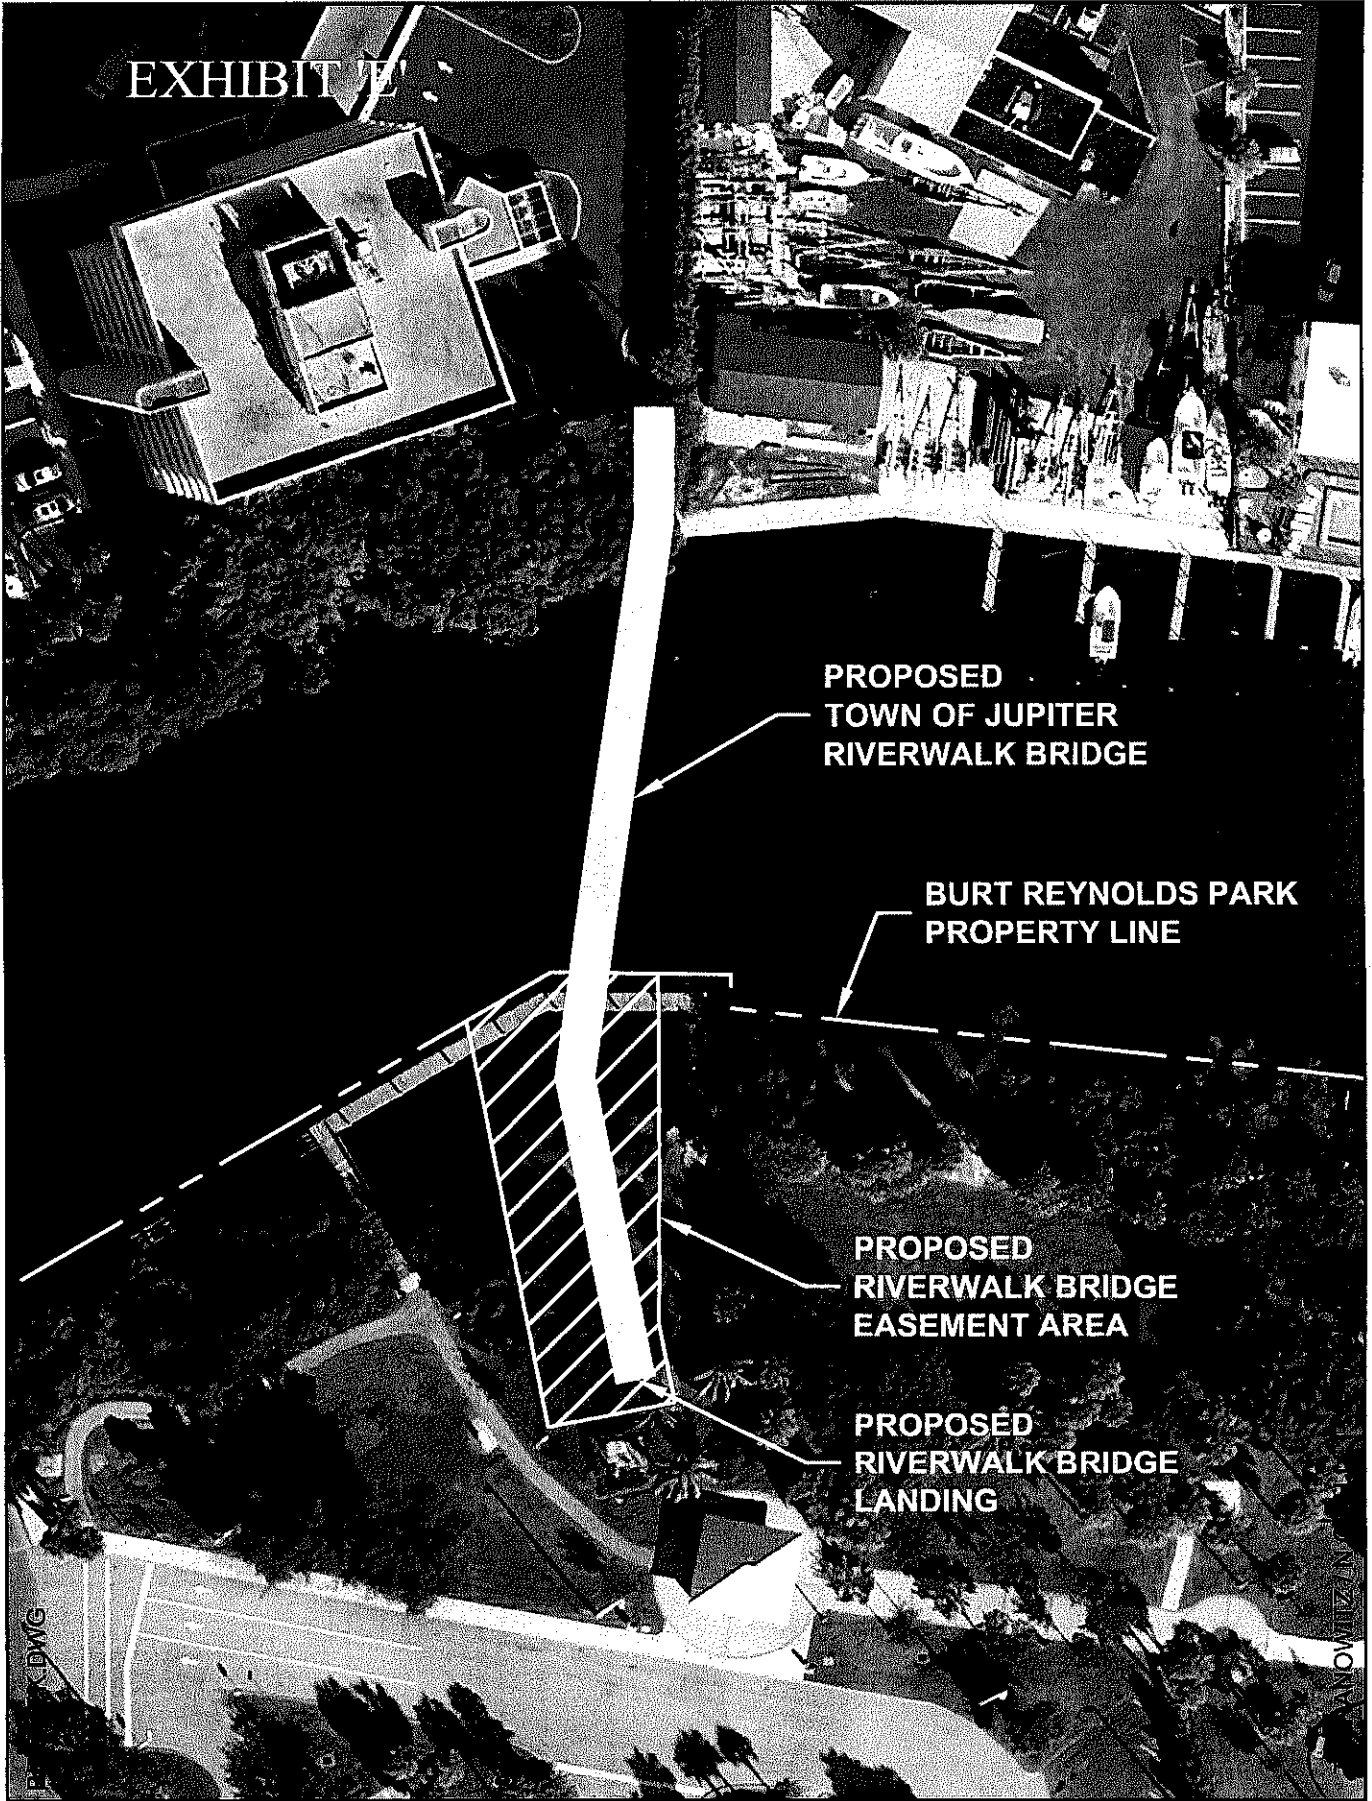 EXHIBIT 'E'
PROPOSED
TOWN OF JUPITER
RIVERWALK BRIDGE
BURT REYNOLDS PARK
PROPERTY LINE
PROPOSED
RIVERWALK BRIDGE
EASEMENT AREA
PROPOSED
RIVERWALK BRIDGE
LANDING